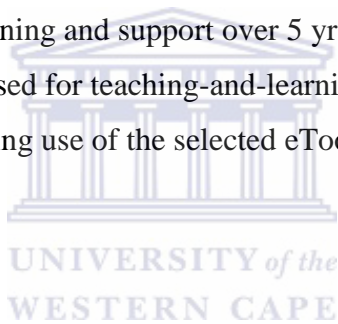 ning and support over 5 yr
sed for teaching-and-learni
ng use of the selected eToo
UNIVERSITY of the
WESTERN CAPE